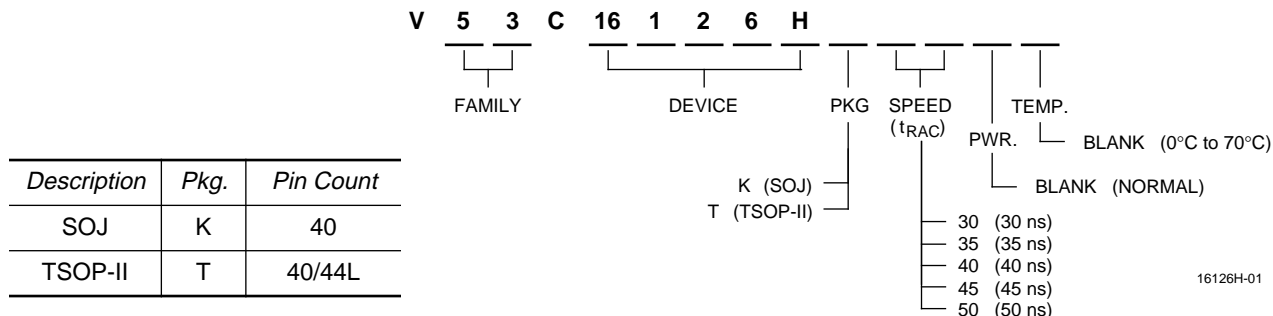 V 5 3 C 16 1 2 6 H
FAMILY DEVICE PKG SPEED TEMP.
(tRAC)
PWR.
BLANK (0°C to 70°C)
K (SOJ)
BLANK (NORMAL)
T (TSOP-II)
30 (30 ns)
35 (35 ns)
40 (40 ns)
45 (45 ns)
50 (50 ns)
16126H-01
Description Pkg. Pin Count
SOJ K 40
TSOP-II T 40/44L